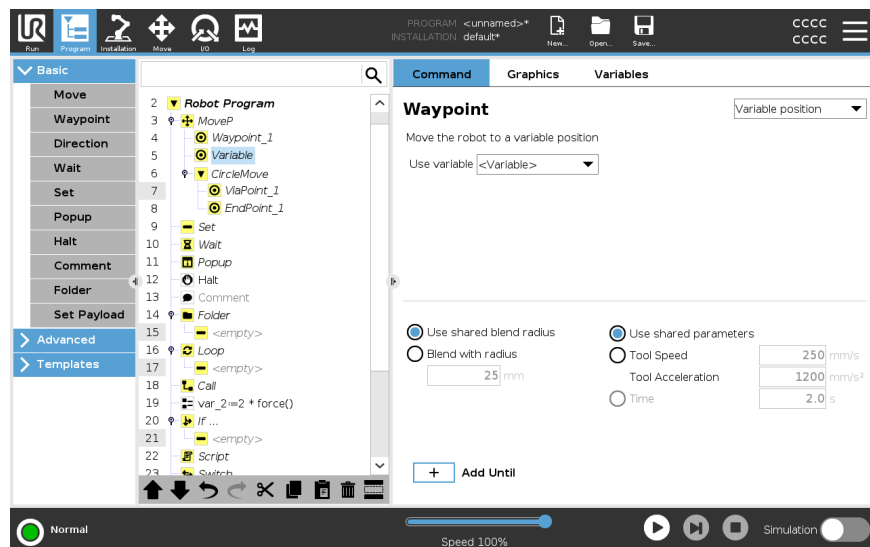 PROGRAM <unnamed>*
INSTALLATION default*
CCCC
CCCC
Run Program Installation Move I/O Log New... Open... Save...
Basic
Move
Waypoint
Direction
Wait
Set
Popup
Halt
Comment
Folder
Set Payload
Advanced
Templates
2 Robot Program
3 MoveP
4 Waypoint_1
5 Variable
6 CircleMove
7 ViaPoint_1
8 EndPoint_1
9 Set
10 Wait
11 Popup
12 Halt
13 Comment
14 Folder
15 <empty>
16 Loop
17 <empty>
18 Call
19 var_2:=2 * force()
20 If ...
21 <empty>
22 Script
23 Switch
Command Graphics Variables
Waypoint Variable position
Move the robot to a variable position
Use variable <Variable>
Use shared blend radius
Blend with radius
25 mm
Use shared parameters
Tool Speed 250 mm/s
Tool Acceleration 1200 mm/s²
Time 2.0 s
+ Add Until
Normal
Speed 100%
Simulation